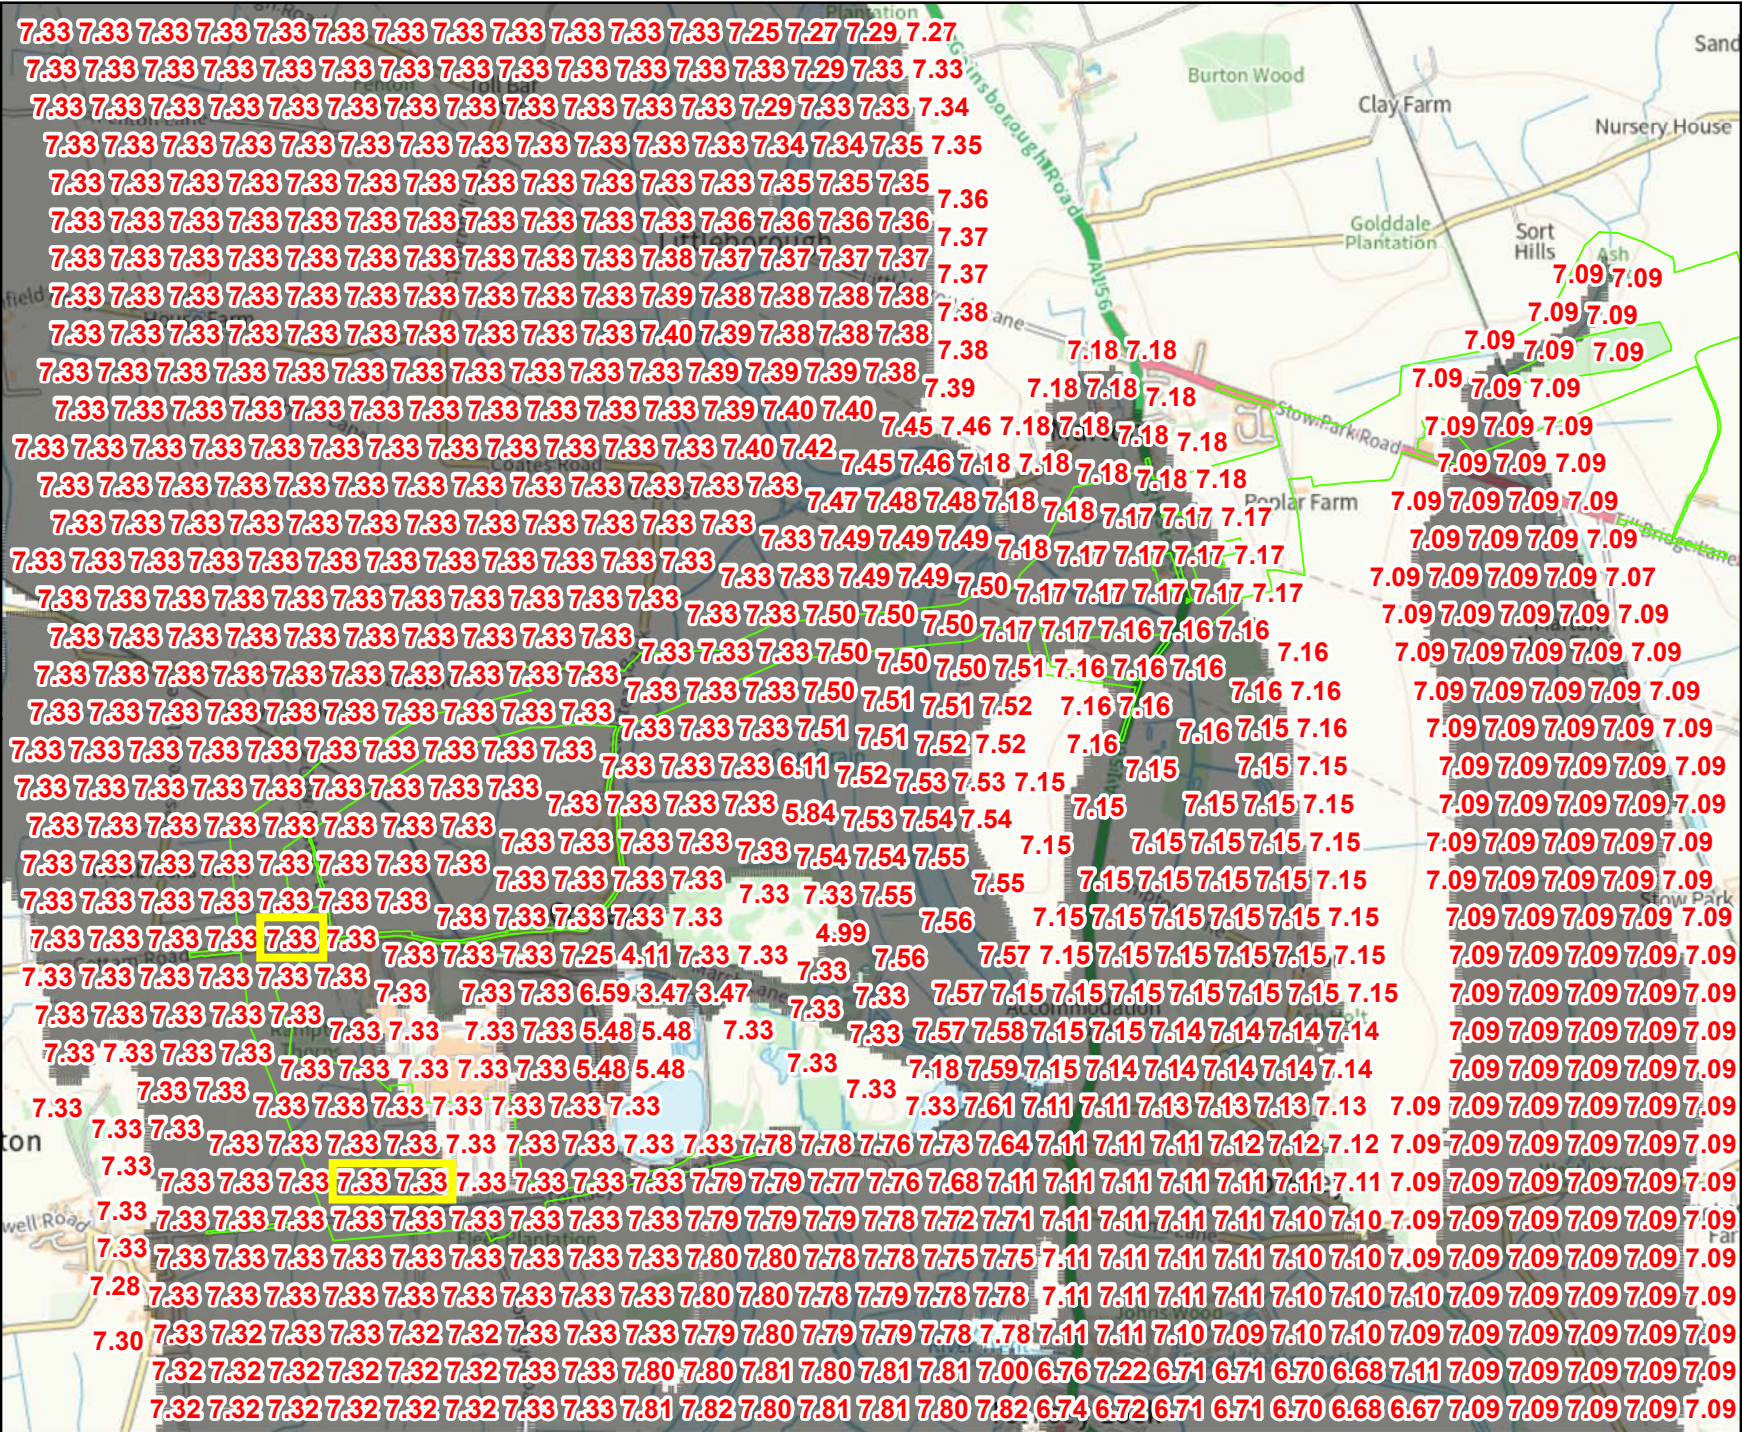 Plantation
7.33 7.33 7.33 7.33 7.33 7.33 7.33 7.33 7.33 7.33 7.33 7.33 7.25 7.27 7.29 7.27
Sand
7.33 7.33 7.33 7.33 7.33 7.33 7.33 7.33 7.33 7.33 7.33 7.33 7.33 7.29 7.33 7.33
Gainsborough Road
Burton Wood
Toll Bar
Fenton
7.33 7.33 7.33 7.33 7.33 7.33 7.33 7.33 7.33 7.33 7.33 7.33 7.29 7.33 7.33 7.34
Clay Farm
Nursery House
7.33 7.33 7.33 7.33 7.33 7.33 7.33 7.33 7.33 7.33 7.33 7.33 7.34 7.34 7.35 7.35
7.33 7.33 7.33 7.33 7.33 7.33 7.33 7.33 7.33 7.33 7.33 7.33 7.35 7.35 7.35
7.36
7.33 7.33 7.33 7.33 7.33 7.33 7.33 7.33 7.33 7.33 7.33 7.36 7.36 7.36 7.36
Golddale
Plantation
Sort
Hills
Littleborough
7.37
7.33 7.33 7.33 7.33 7.33 7.33 7.33 7.33 7.33 7.33 7.38 7.37 7.37 7.37 7.37
Ash
7.37
7.09 7.09
A156
7.33 7.33 7.33 7.33 7.33 7.33 7.33 7.33 7.33 7.33 7.39 7.38 7.38 7.38 7.38
7.38
7.09 7.09
House Farm
Lane
7.33 7.33 7.33 7.33 7.33 7.33 7.33 7.33 7.33 7.33 7.40 7.39 7.38 7.38 7.38
7.38 7.18 7.18 7.09 7.09 7.09
7.33 7.33 7.33 7.33 7.33 7.33 7.33 7.33 7.33 7.33 7.33 7.39 7.39 7.39 7.38
7.39 7.18 7.18 7.18 7.09 7.09 7.09
7.33 7.33 7.33 7.33 7.33 7.33 7.33 7.33 7.33 7.33 7.33 7.39 7.40 7.40
7.45 7.46 7.18 7.18 7.18 7.18 7.09 7.09 7.09
Stow Park Road
7.33 7.33 7.33 7.33 7.33 7.33 7.33 7.33 7.33 7.33 7.33 7.33 7.40 7.42
7.45 7.46 7.18 7.18 7.18 7.18 7.18 7.09 7.09 7.09
Coates Road
7.33 7.33 7.33 7.33 7.33 7.33 7.33 7.33 7.33 7.33 7.33 7.33 7.33
7.47 7.48 7.48 7.18 7.18 7.17 7.17 7.17 7.09 7.09 7.09 7.09
Poplar Farm
7.33 7.33 7.33 7.33 7.33 7.33 7.33 7.33 7.33 7.33 7.33 7.33
7.33 7.49 7.49 7.49 7.18 7.17 7.17 7.17 7.17 7.09 7.09 7.09 7.09
Till Bridge Lane
7.33 7.33 7.33 7.33 7.33 7.33 7.33 7.33 7.33 7.33 7.33 7.33
7.33 7.33 7.49 7.49 7.50 7.17 7.17 7.17 7.17 7.17 7.09 7.09 7.09 7.09 7.07
7.33 7.33 7.33 7.33 7.33 7.33 7.33 7.33 7.33 7.33 7.33
7.33 7.33 7.50 7.50 7.50 7.17 7.17 7.16 7.16 7.16 7.09 7.09 7.09 7.09 7.09
7.33 7.33 7.33 7.33 7.33 7.33 7.33 7.33 7.33 7.33
7.33 7.33 7.33 7.50 7.50 7.50 7.51 7.16 7.16 7.16 7.16 7.09 7.09 7.09 7.09 7.09
7.33 7.33 7.33 7.33 7.33 7.33 7.33 7.33 7.33 7.33
7.33 7.33 7.33 7.50 7.51 7.51 7.52 7.16 7.16 7.16 7.16 7.09 7.09 7.09 7.09 7.09
7.33 7.33 7.33 7.33 7.33 7.33 7.33 7.33 7.33 7.33
7.33 7.33 7.33 7.51 7.51 7.52 7.52 7.16 7.16 7.15 7.16 7.09 7.09 7.09 7.09 7.09
7.33 7.33 7.33 7.33 7.33 7.33 7.33 7.33 7.33 7.33
7.33 7.33 7.33 6.11 7.52 7.53 7.53 7.15 7.15 7.15 7.15 7.09 7.09 7.09 7.09 7.09
7.33 7.33 7.33 7.33 7.33 7.33 7.33 7.33 7.33
7.33 7.33 7.33 7.33 5.84 7.53 7.54 7.54 7.15 7.15 7.15 7.15 7.09 7.09 7.09 7.09 7.09
7.33 7.33 7.33 7.33 7.33 7.33 7.33 7.33
7.33 7.33 7.33 7.33 7.33 7.54 7.54 7.55 7.15 7.15 7.15 7.15 7.15 7.09 7.09 7.09 7.09 7.09
7.33 7.33 7.33 7.33 7.33 7.33 7.33 7.33
7.33 7.33 7.33 7.33 7.33 7.33 7.55 7.55 7.15 7.15 7.15 7.15 7.15 7.09 7.09 7.09 7.09 7.09
Stow Park
7.33 7.33 7.33 7.33 7.33 7.33 7.33
7.33 7.33 7.33 7.33 7.33 4.99 7.56 7.15 7.15 7.15 7.15 7.15 7.15 7.09 7.09 7.09 7.09 7.09
7.33 7.33 7.33 7.33 7.33 7.33
Cottam Road
7.33 7.33 7.33 7.25 4.11 7.33 7.33 7.33 7.56 7.57 7.15 7.15 7.15 7.15 7.15 7.15 7.09 7.09 7.09 7.09 7.09
7.33 7.33 7.33 7.33 7.33 7.33
Marsh Lane
7.33 7.33 7.33 6.59 3.47 3.47 7.33 7.33 7.57 7.15 7.15 7.15 7.15 7.15 7.15 7.15 7.09 7.09 7.09 7.09 7.09
Accommodation
7.33 7.33 7.33 7.33 7.33
7.33 7.33 7.33 7.33 5.48 5.48 7.33 7.33 7.57 7.58 7.15 7.15 7.14 7.14 7.14 7.14 7.09 7.09 7.09 7.09 7.09
7.33 7.33 7.33 7.33
7.33 7.33 7.33 7.33 7.33 5.48 5.48 7.33 7.33 7.18 7.59 7.15 7.14 7.14 7.14 7.14 7.14 7.09 7.09 7.09 7.09 7.09
7.33 7.33
7.33
7.33 7.33 7.33 7.33 7.33 7.33 7.33 7.33 7.61 7.11 7.11 7.13 7.13 7.13 7.13 7.09 7.09 7.09 7.09 7.09 7.09
ton
7.33 7.33
7.33 7.33 7.33 7.33 7.33 7.33 7.33 7.33 7.33 7.78 7.78 7.76 7.73 7.64 7.11 7.11 7.11 7.12 7.12 7.12 7.09 7.09 7.09 7.09 7.09 7.09
7.33
7.33 7.33 7.33 7.33 7.33 7.33 7.33 7.33 7.33 7.79 7.79 7.77 7.76 7.68 7.11 7.11 7.11 7.11 7.11 7.11 7.11 7.09 7.09 7.09 7.09 7.09 7.09
7.33
well Road
7.33 7.33 7.33 7.33 7.33 7.33 7.33 7.33 7.33 7.79 7.79 7.79 7.78 7.72 7.71 7.11 7.11 7.11 7.11 7.10 7.10 7.09 7.09 7.09 7.09 7.09 7.09
Lane
Far
Plantation
7.33
7.33 7.33 7.33 7.33 7.33 7.33 7.33 7.33 7.33 7.80 7.80 7.78 7.78 7.75 7.75 7.11 7.11 7.11 7.11 7.10 7.10 7.09 7.09 7.09 7.09 7.09 7.09
7.28
7.33 7.33 7.33 7.33 7.33 7.33 7.33 7.33 7.33 7.80 7.80 7.78 7.79 7.78 7.78 7.11 7.11 7.11 7.11 7.10 7.10 7.10 7.09 7.09 7.09 7.09 7.09
Johns Wood
7.30
7.33 7.32 7.33 7.33 7.32 7.32 7.33 7.33 7.33 7.79 7.80 7.79 7.79 7.78 7.78 7.11 7.11 7.10 7.09 7.10 7.10 7.09 7.09 7.09 7.09 7.09 7.09
River Trent
7.32 7.32 7.32 7.32 7.32 7.32 7.33 7.33 7.80 7.80 7.81 7.80 7.81 7.81 7.00 6.76 7.22 6.71 6.71 6.70 6.68 7.11 7.09 7.09 7.09 7.09 7.09
7.32 7.32 7.32 7.32 7.32 7.32 7.33 7.33 7.81 7.82 7.80 7.81 7.81 7.80 7.82 6.74 6.72 6.71 6.71 6.70 6.68 6.67 7.09 7.09 7.09 7.09 7.09